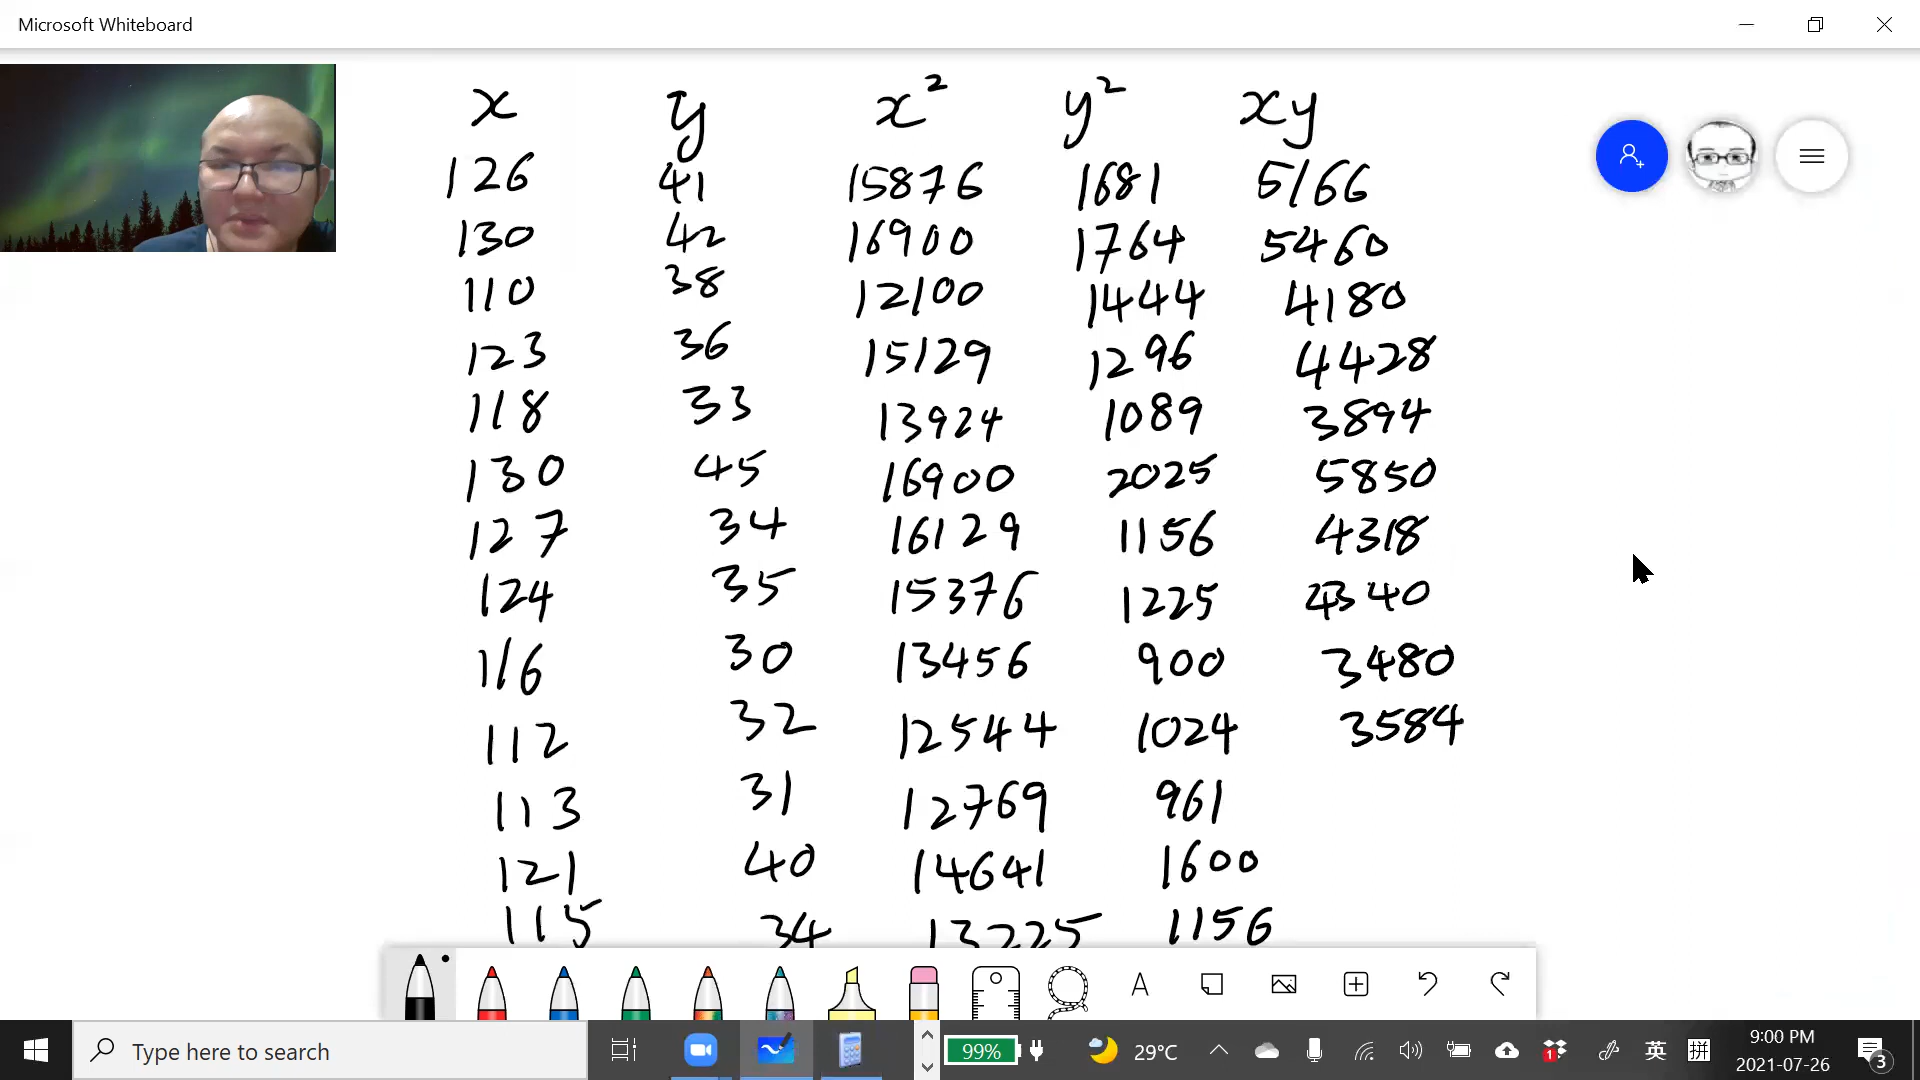 Microsoft Whiteboard
x y x² y² xy
126 41 15876 1681 5166
130 42 16900 1764 5460
110 38 12100 1444 4180
123 36 15129 1296 4428
118 33 13924 1089 3894
130 45 16900 2025 5850
127 34 16129 1156 4318
124 35 15376 1225 4340
116 30 13456 900 3480
112 32 12544 1024 3584
113 31 12769 961
121 40 14641 1600
115 34 13225 1156
A
Type here to search
99%
29°C
1
英
拼
9:00 PM
2021-07-26
3